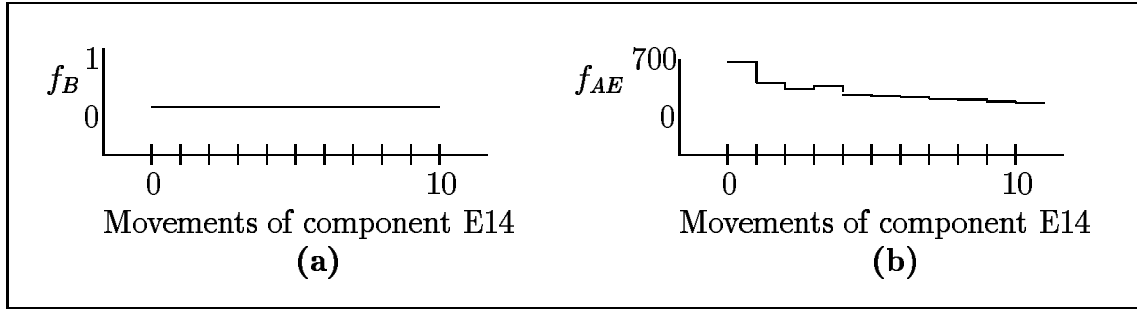 1
f_B
0
0 10
Movements of component E14
(a)
700
f_AE
0
0 10
Movements of component E14
(b)